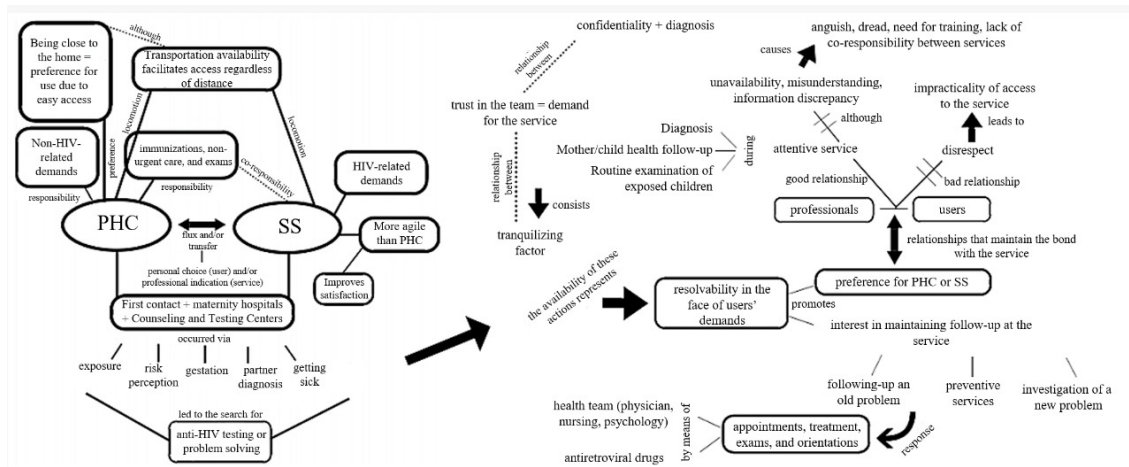 although
Being close to
the home =
preference for
use due to
easy access
Transportation availability
facilitates access regardless
of distance
locomotion
preference
locomotion
Non-HIV-
related
demands
immunizations, non-
urgent care, and exams
co-responsibility
responsibility
responsibility
HIV-related
demands
PHC
SS
flux and/or
transfer
More agile
than PHC
Improves
satisfaction
personal choice (user) and/or
professional indication (service)
First contact + maternity hospitals
+ Counseling and Testing Centers
occurred via
exposure
risk
perception
gestation
partner
diagnosis
getting
sick
led to the search for
anti-HIV testing or
problem solving
confidentiality + diagnosis
relationship
between
trust in the team = demand
for the service
relationship
between
consists
tranquilizing
factor
anguish, dread, need for training, lack of
co-responsibility between services
causes
unavailability, misunderstanding,
information discrepancy
although
attentive service
good relationship
Diagnosis
Mother/child health follow-up
Routine examination of
exposed children
during
impracticality of access
to the service
leads to
disrespect
bad relationship
professionals
users
relationships that maintain the bond
with the service
preference for PHC or SS
the availability of these
actions represents
resolvability in the
face of users'
demands
promotes
interest in maintaining follow-up at the
service
following-up an
old problem
preventive
services
investigation of a
new problem
response
appointments, treatment,
exams, and orientations
by means of
health team (physician,
nursing, psychology)
antiretroviral drugs